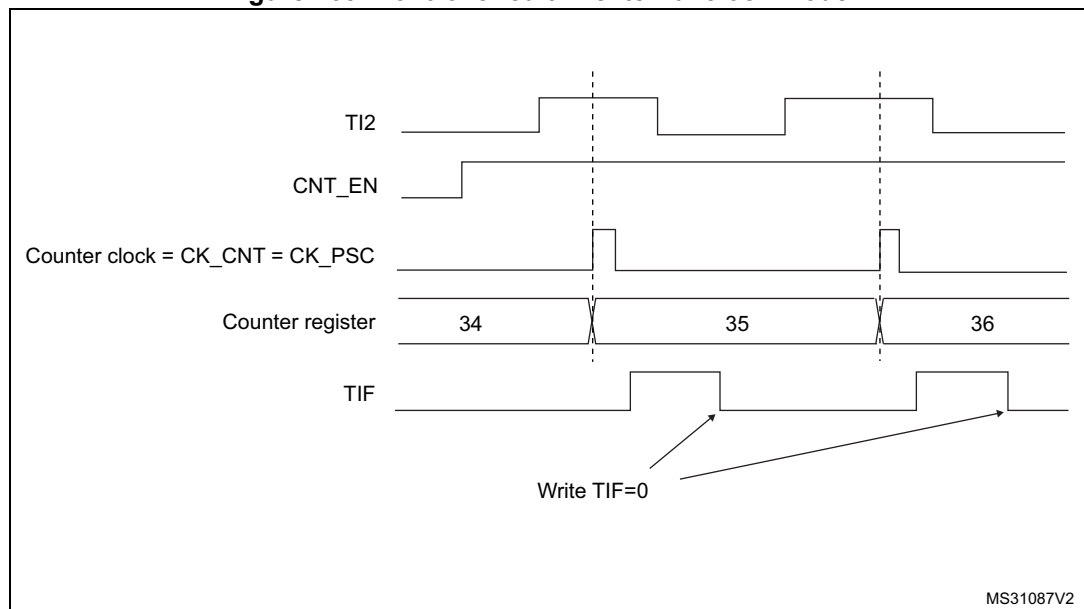 TI2
CNT_EN
Counter clock = CK_CNT = CK_PSC
Counter register
34
35
36
TIF
Write TIF=0
MS31087V2